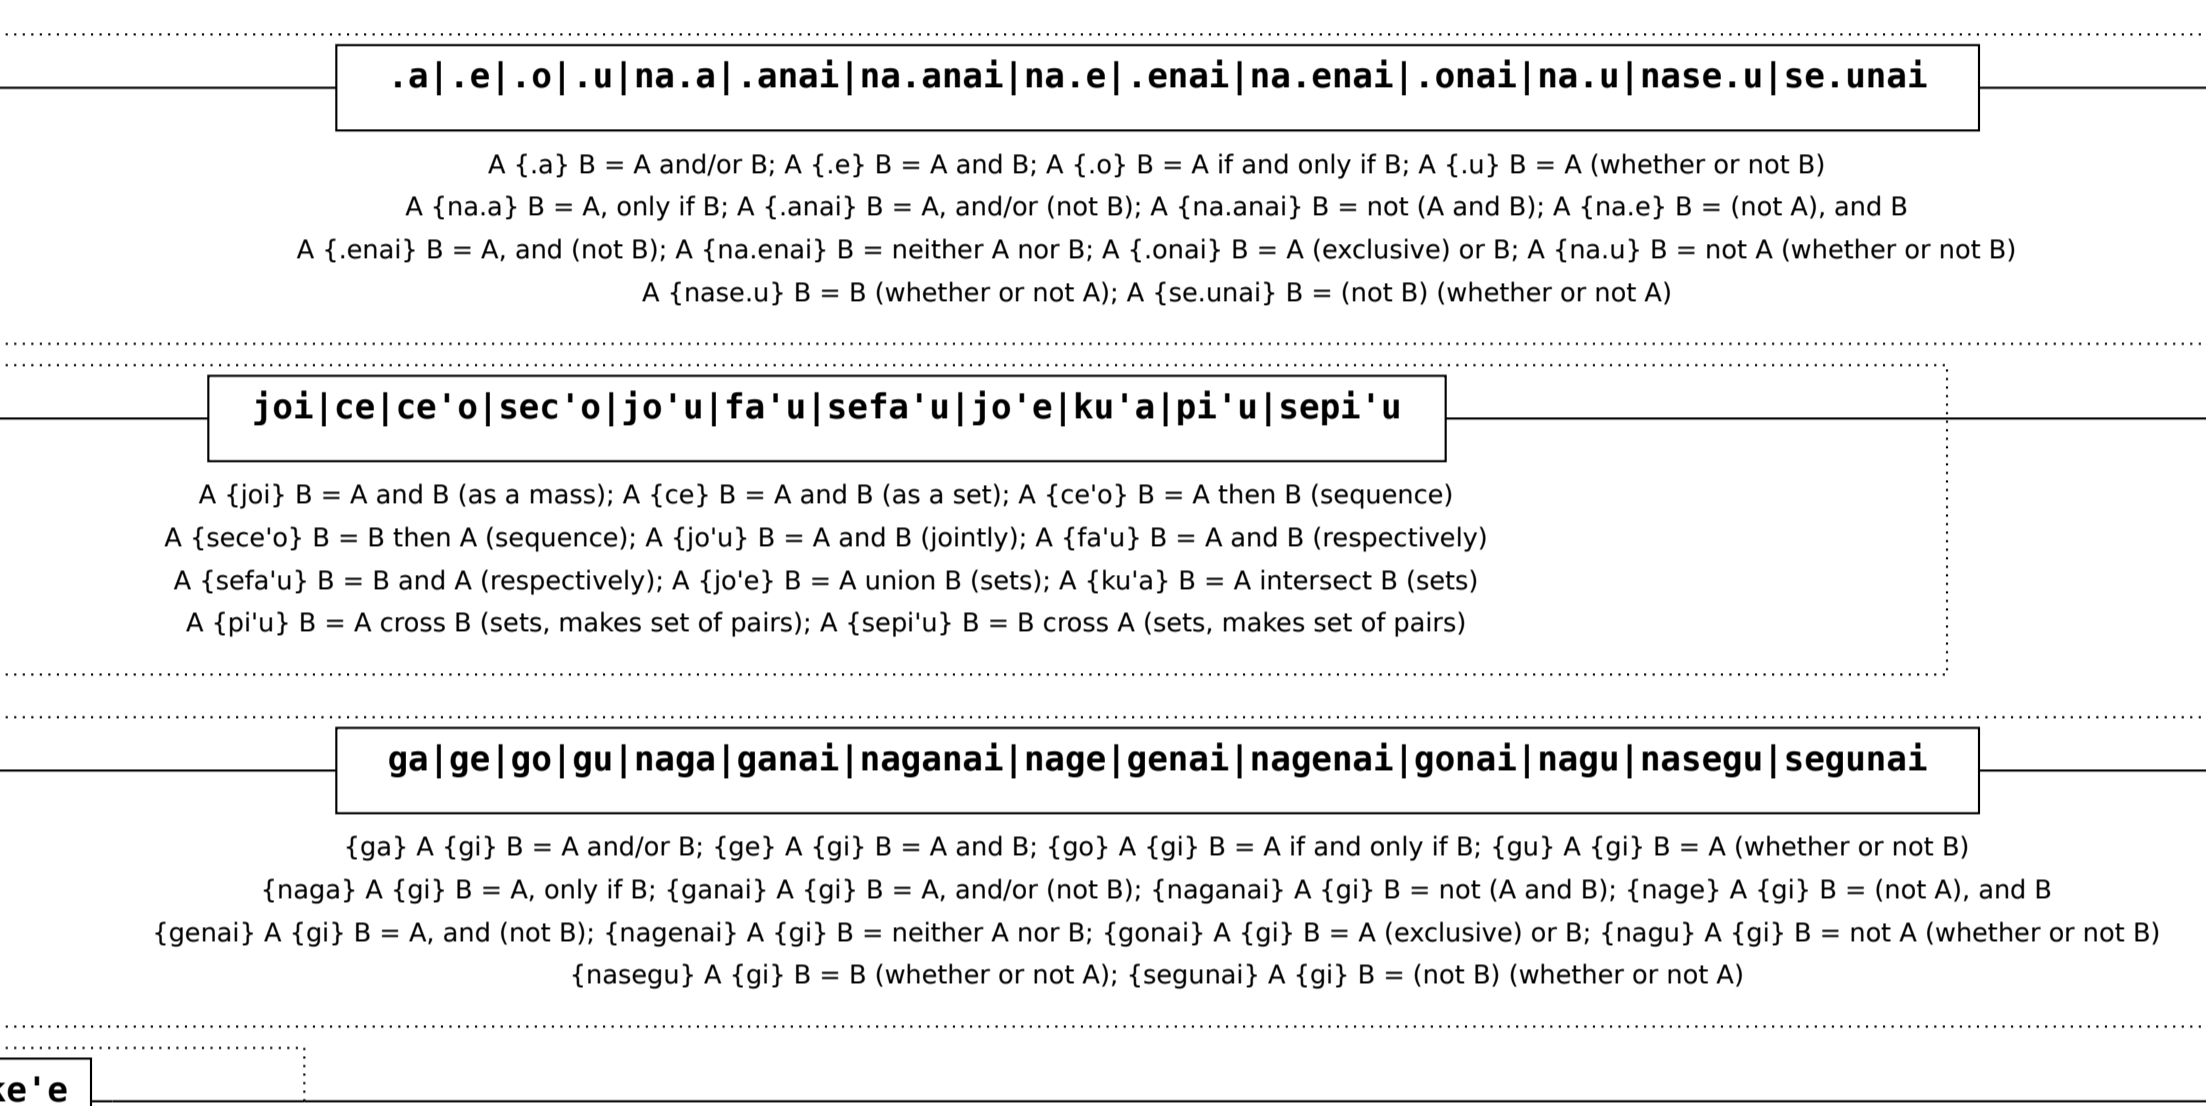 .a|.e|.o|.u|na.a|.anai|na.anai|na.e|.enai|na.enai|.onai|na.u|nase.u|se.unai
A {.a} B = A and/or B; A {.e} B = A and B; A {.o} B = A if and only if B; A {.u} B = A (whether or not B)
A {na.a} B = A, only if B; A {.anai} B = A, and/or (not B); A {na.anai} B = not (A and B); A {na.e} B = (not A), and B
A {.enai} B = A, and (not B); A {na.enai} B = neither A nor B; A {.onai} B = A (exclusive) or B; A {na.u} B = not A (whether or not B)
A {nase.u} B = B (whether or not A); A {se.unai} B = (not B) (whether or not A)
joi|ce|ce'o|sec'o|jo'u|fa'u|sefa'u|jo'e|ku'a|pi'u|sepi'u
A {joi} B = A and B (as a mass); A {ce} B = A and B (as a set); A {ce'o} B = A then B (sequence)
A {sece'o} B = B then A (sequence); A {jo'u} B = A and B (jointly); A {fa'u} B = A and B (respectively)
A {sefa'u} B = B and A (respectively); A {jo'e} B = A union B (sets); A {ku'a} B = A intersect B (sets)
A {pi'u} B = A cross B (sets, makes set of pairs); A {sepi'u} B = B cross A (sets, makes set of pairs)
ga|ge|go|gu|naga|ganai|naganai|nage|genai|nagenai|gonai|nagu|nasegu|segunai
{ga} A {gi} B = A and/or B; {ge} A {gi} B = A and B; {go} A {gi} B = A if and only if B; {gu} A {gi} B = A (whether or not B)
{naga} A {gi} B = A, only if B; {ganai} A {gi} B = A, and/or (not B); {naganai} A {gi} B = not (A and B); {nage} A {gi} B = (not A), and B
{genai} A {gi} B = A, and (not B); {nagenai} A {gi} B = neither A nor B; {gonai} A {gi} B = A (exclusive) or B; {nagu} A {gi} B = not A (whether or not B)
{nasegu} A {gi} B = B (whether or not A); {segunai} A {gi} B = (not B) (whether or not A)
ke'e